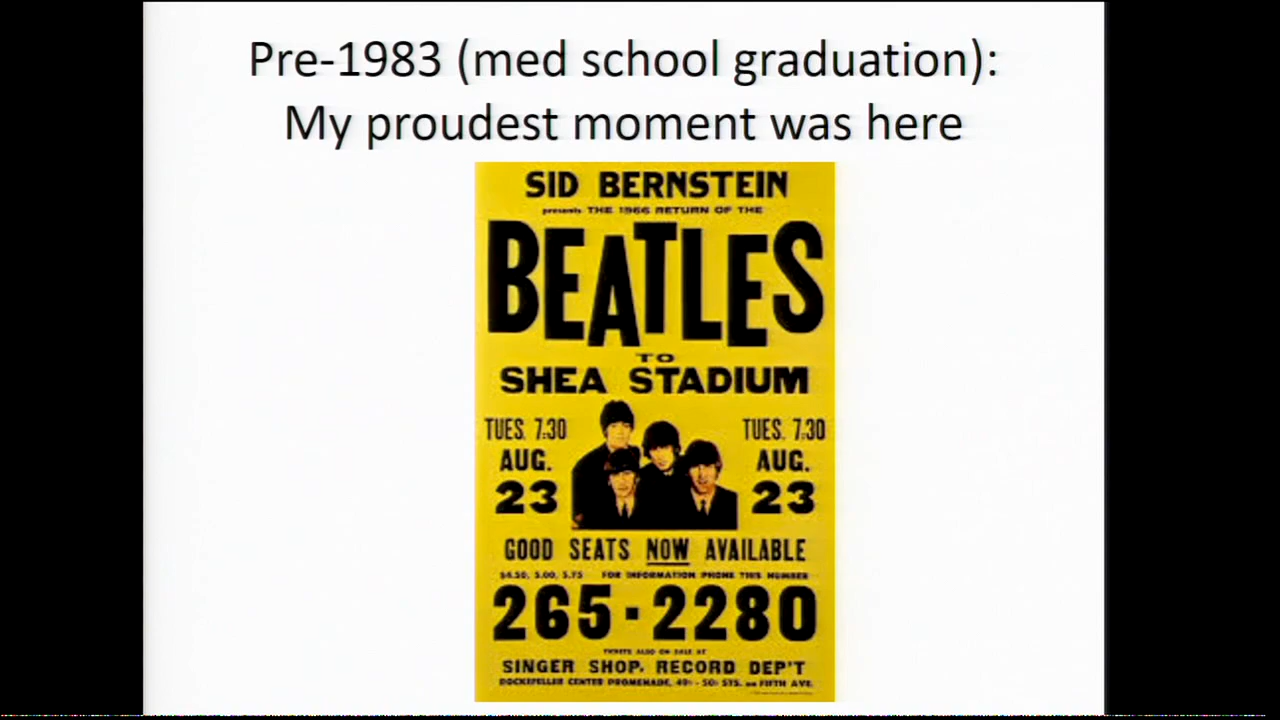 Pre-1983 (med school graduation):
My proudest moment was here
SID BERNSTEIN
presents THE 1966 RETURN OF THE
BEATLES
TO
SHEA STADIUM
TUES. 7:30 TUES. 7:30
AUG. AUG.
23 23
GOOD SEATS NOW AVAILABLE
$4.50, 5.00, 5.75 FOR INFORMATION PHONE THIS NUMBER
265-2280
TICKETS ALSO ON SALE AT
SINGER SHOP, RECORD DEP'T
ROCKEFELLER CENTER PROMENADE, 49th - 50th STS. on FIFTH AVE.